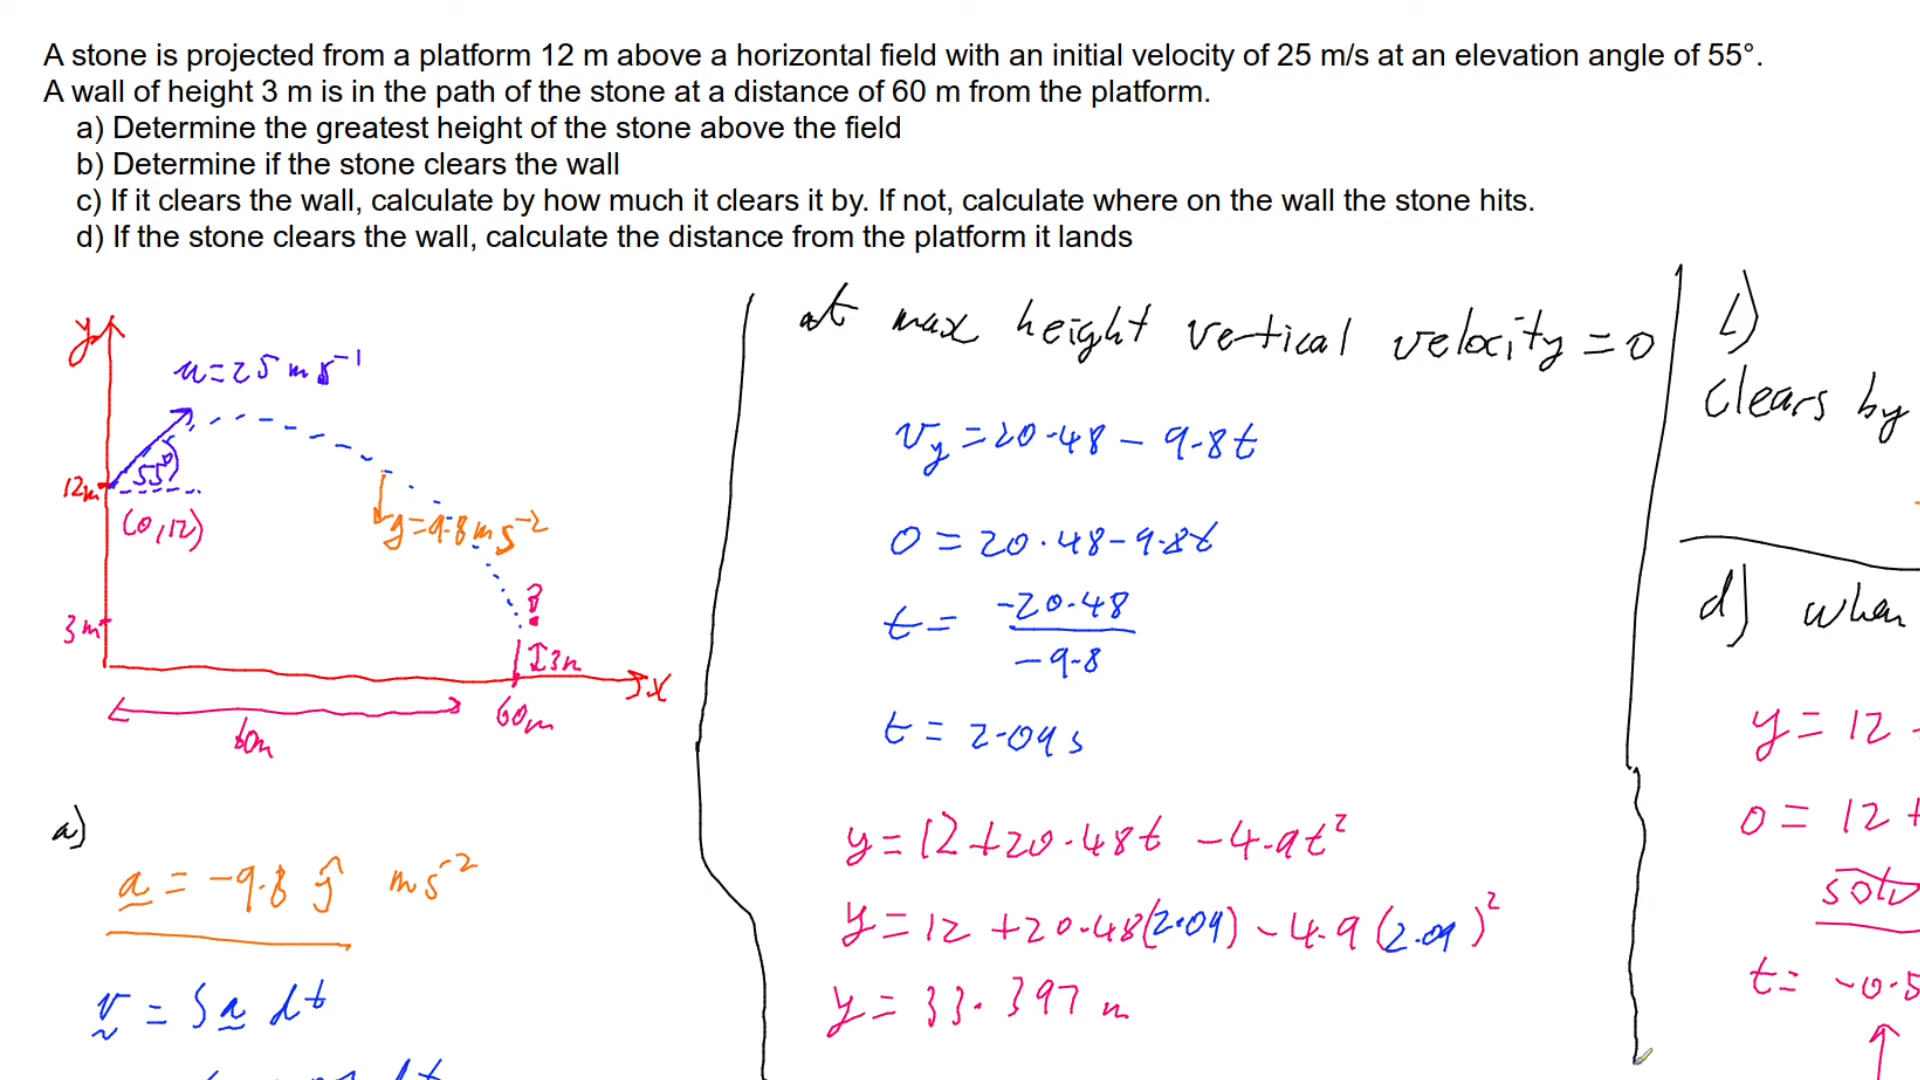 A stone is projected from a platform 12 m above a horizontal field with an initial velocity of 25 m/s at an elevation angle of 55°.
A wall of height 3 m is in the path of the stone at a distance of 60 m from the platform.
a) Determine the greatest height of the stone above the field
b) Determine if the stone clears the wall
c) If it clears the wall, calculate by how much it clears it by. If not, calculate where on the wall the stone hits.
d) If the stone clears the wall, calculate the distance from the platform it lands
y
u=25 ms⁻¹
55°
12m
(0,12)
g=9.8ms⁻²
3m
?
3m
x
60m
60m
a)
a = -9.8 ĵ ms⁻²
v = ∫ a dt
dt
at max height vertical velocity = 0
v_y = 20.48 - 9.8t
0 = 20.48 - 9.8t
t = -20.48 / -9.8
t = 2.09 s
y = 12 + 20.48t - 4.9t²
y = 12 + 20.48(2.09) - 4.9(2.09)²
y = 33.397 m
clears by
d) when
y = 12
0 = 12 +
t = -0.5